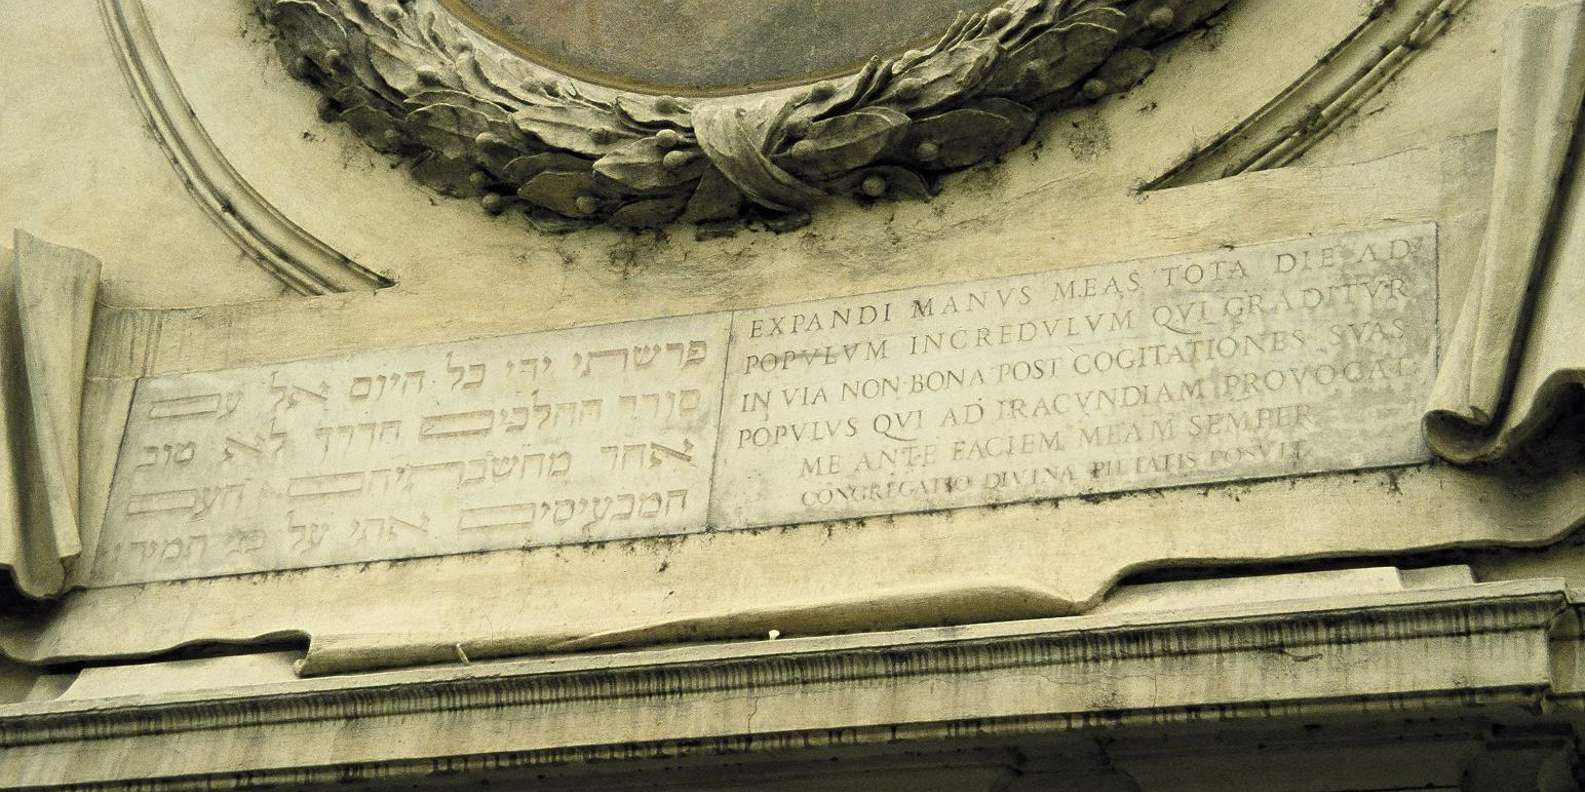 פרשתי ידי כל היום אל עם
סורר ההלכים הדרך לא טוב
אחר מחשבתיהם העם
המכעיסים אתי על פני תמיד
EXPANDI MANVS MEAS TOTA DIE AD
POPVLVM INCREDVLVM QVI GRADITVR
IN VIA NON BONA POST COGITATIONES SVAS
POPVLVS QVI AD IRACVNDIAM PROVOCAT
ME ANTE FACIEM MEAM SEMPER
CONGREGATIO DIVINA PIETATIS POSVIT